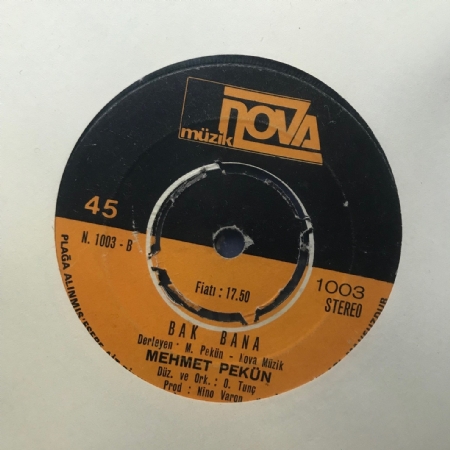 müzik NOVA
45
N. 1003 - B
Fiatı : 17.50
1003
STEREO
BAK BANA
Derleyen - M. Pekün - Nova Müzik
MEHMET PEKÜN
Düz. ve Ork.: O. Tunç
Prod : Nino Varon
PLAĞA ALINMIŞ